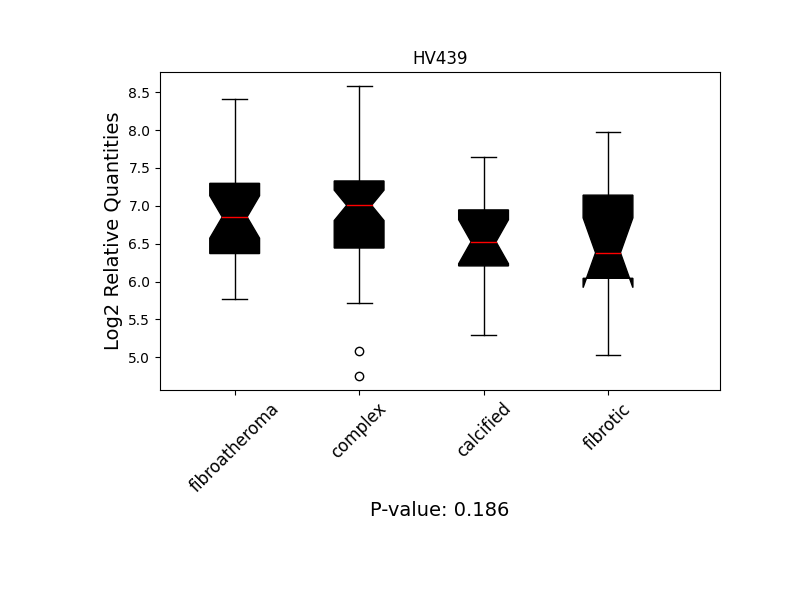 HV439
Log2 Relative Quantities
8.5
8.0
7.5
7.0
6.5
6.0
5.5
5.0
fibroatheroma
complex
calcified
fibrotic
P-value: 0.186